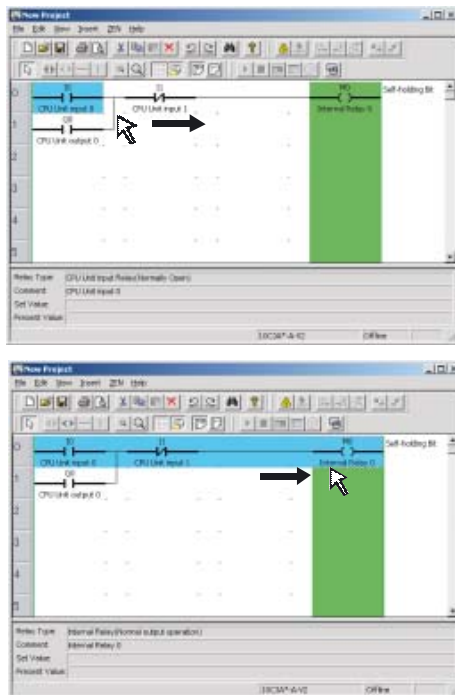 New Project
File Edit View Insert ZEN Help
0 I0 I1 M0 Self-holding Bit
CPU Unit input 0 CPU Unit input 1 Internal Relay 0
1 Q0
CPU Unit output 0
2
3
4
5
Relay Type CPU Unit Input Relay(Normally Open)
Comment CPU Unit input 0
Set Value
Present Value
10C3A*-A-V2 Offline
New Project
File Edit View Insert ZEN Help
0 I0 I1 M0 Self-holding Bit
CPU Unit input 0 CPU Unit input 1 Internal Relay 0
1 Q0
CPU Unit output 0
2
3
4
5
Relay Type Internal Relay(Normal output operation)
Comment Internal Relay 0
Set Value
Present Value
10C3A*-A-V2 Offline